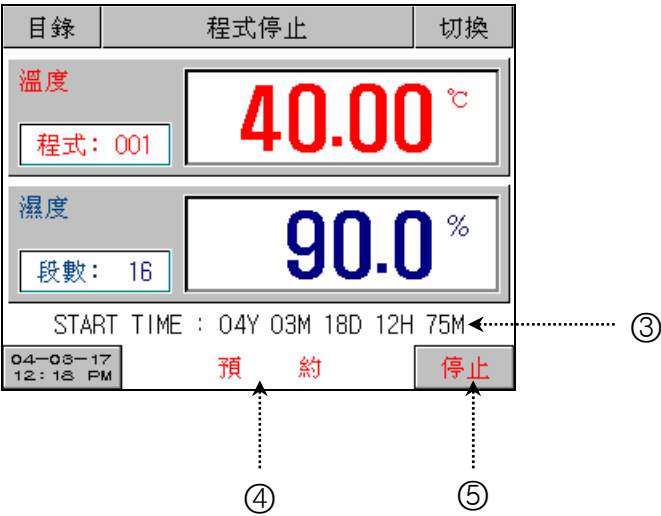 目錄 程式停止 切換
溫度
40.00 ℃
程式: 001
濕度
90.0 %
段數: 16
START TIME : 04Y 03M 18D 12H 75M ③
04-03-17
12:18 PM
預 約 停止
④ ⑤